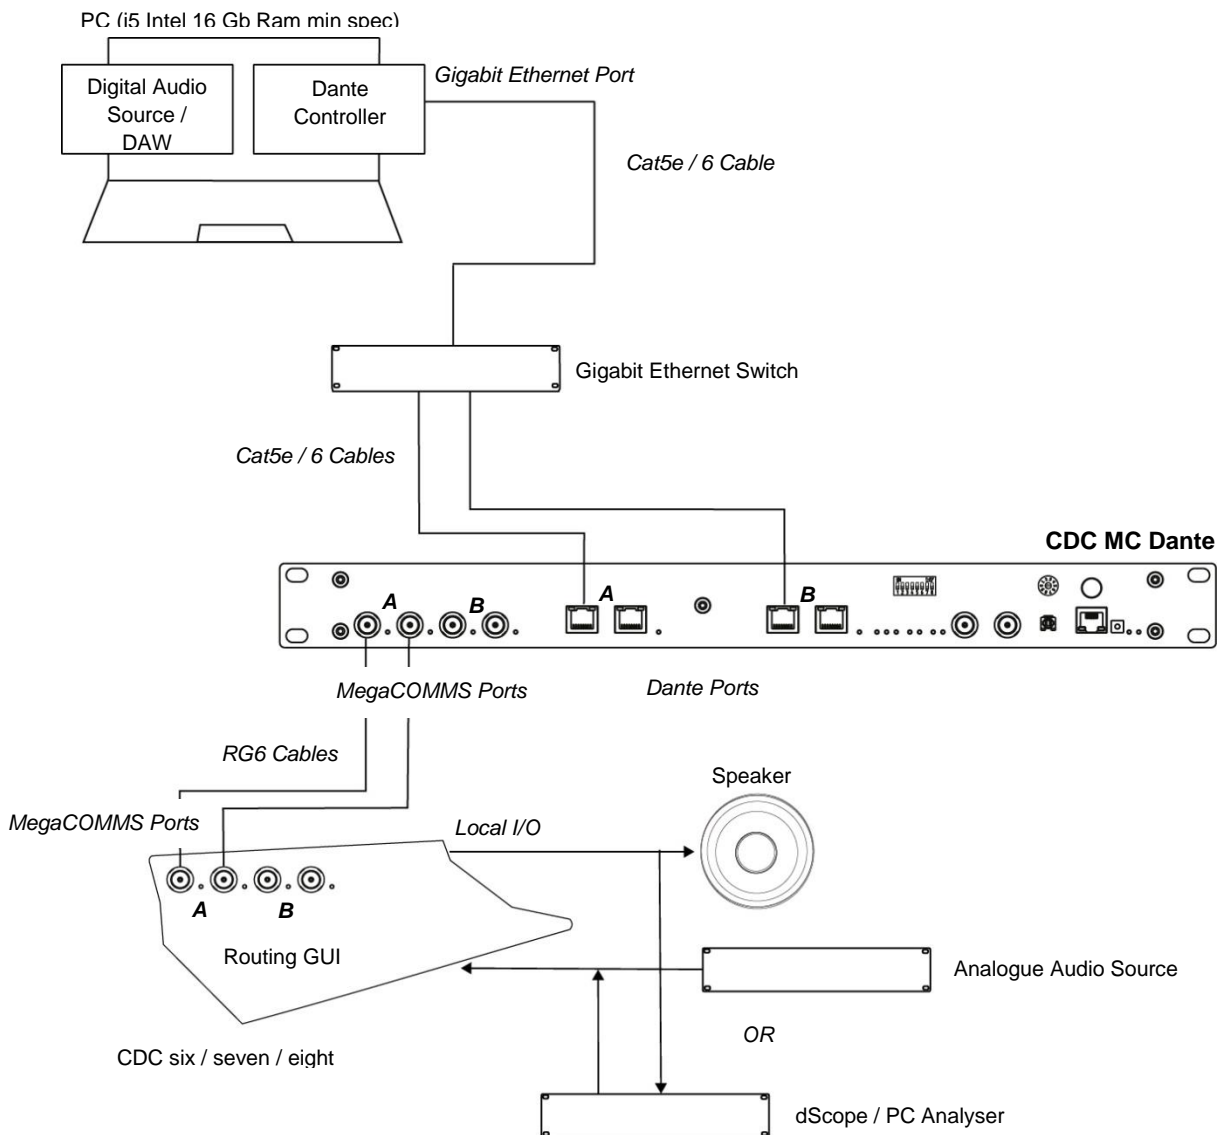 PC (i5 Intel 16 Gb Ram min spec)
Digital Audio
Source /
DAW
Dante
Controller
Gigabit Ethernet Port
Cat5e / 6 Cable
Gigabit Ethernet Switch
Cat5e / 6 Cables
CDC MC Dante
A
B
A
B
MegaCOMMS Ports
Dante Ports
RG6 Cables
Speaker
MegaCOMMS Ports
Local I/O
A
B
Routing GUI
Analogue Audio Source
OR
CDC six / seven / eight
dScope / PC Analyser